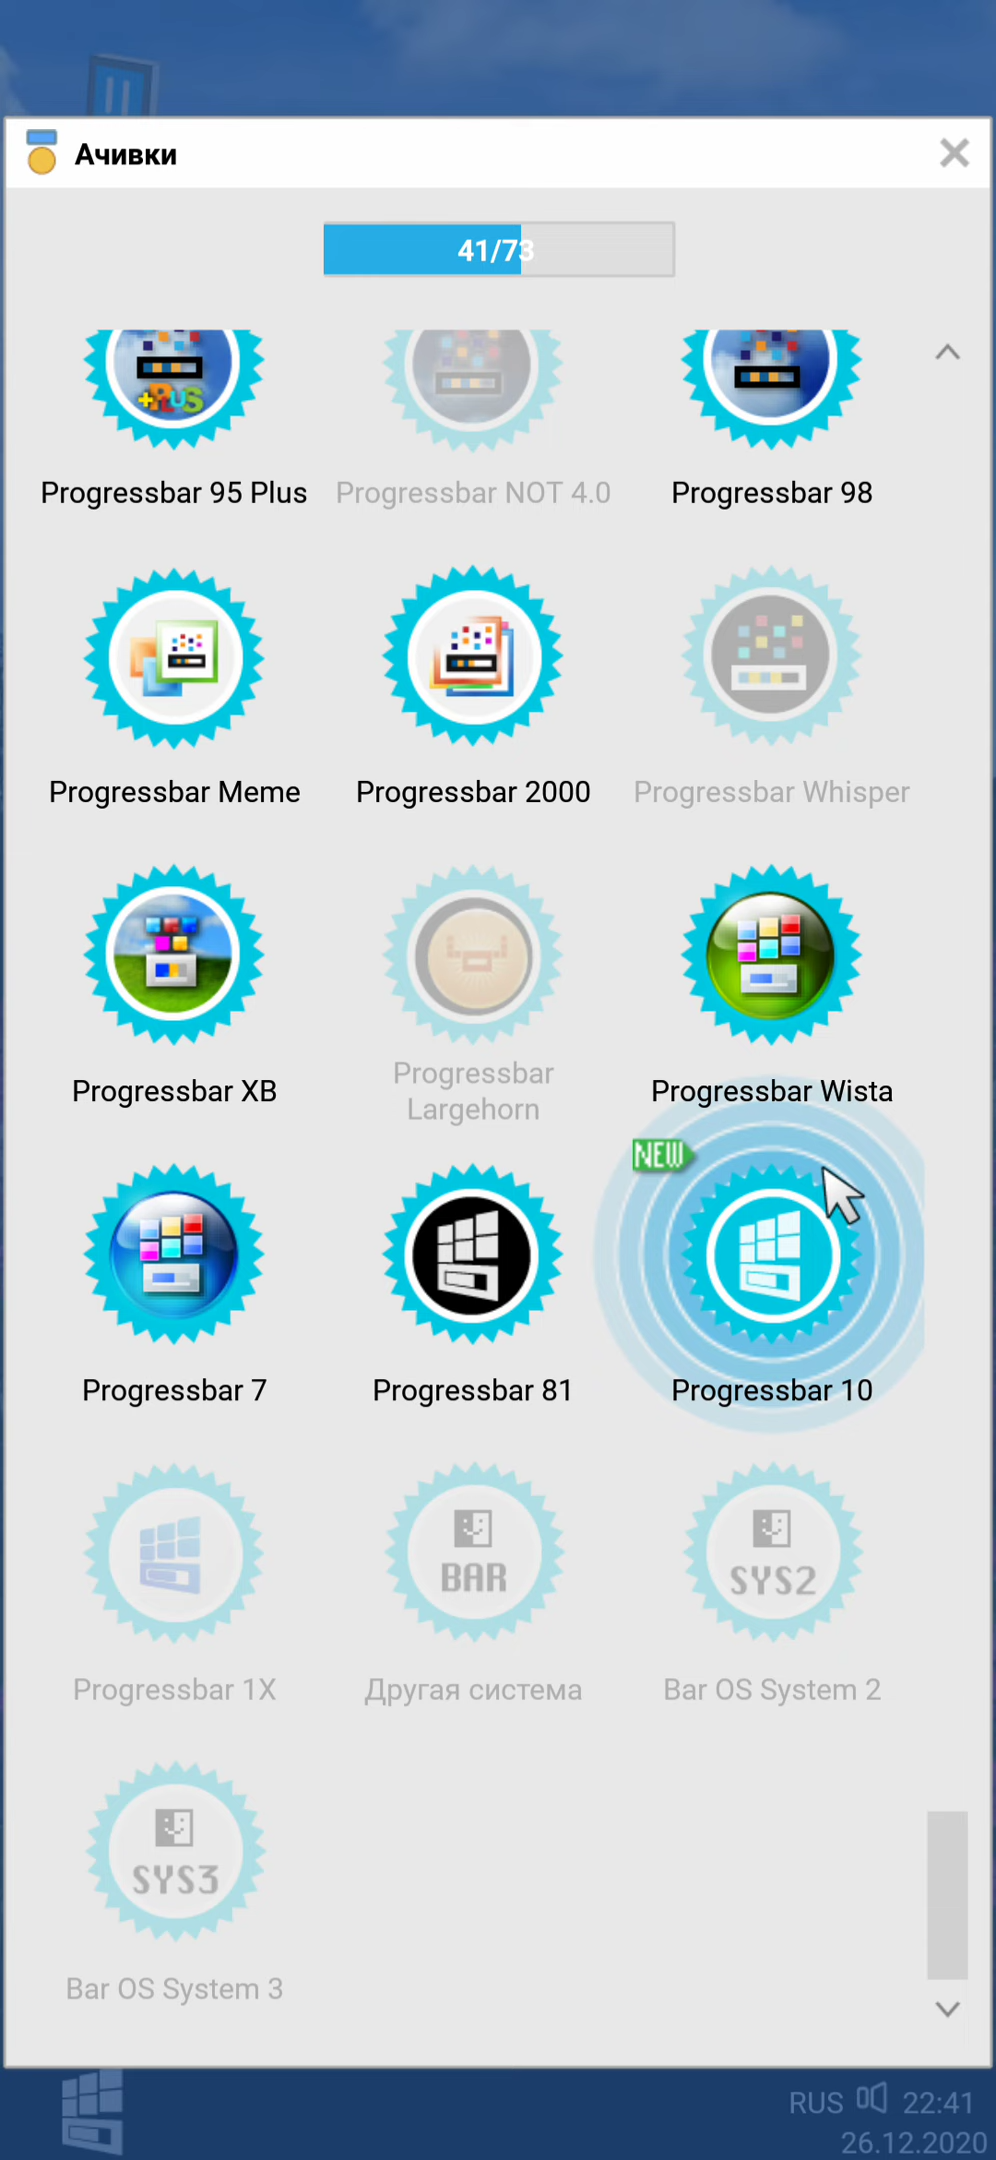 Ачивки
41/73
+PLUS
Progressbar 95 Plus
Progressbar NOT 4.0
Progressbar 98
Progressbar Meme
Progressbar 2000
Progressbar Whisper
Progressbar XB
Progressbar
Largehorn
Progressbar Wista
NEW
Progressbar 7
Progressbar 81
Progressbar 10
BAR
SYS2
Progressbar 1X
Другая система
Bar OS System 2
SYS3
Bar OS System 3
RUS 22:41
26.12.2020